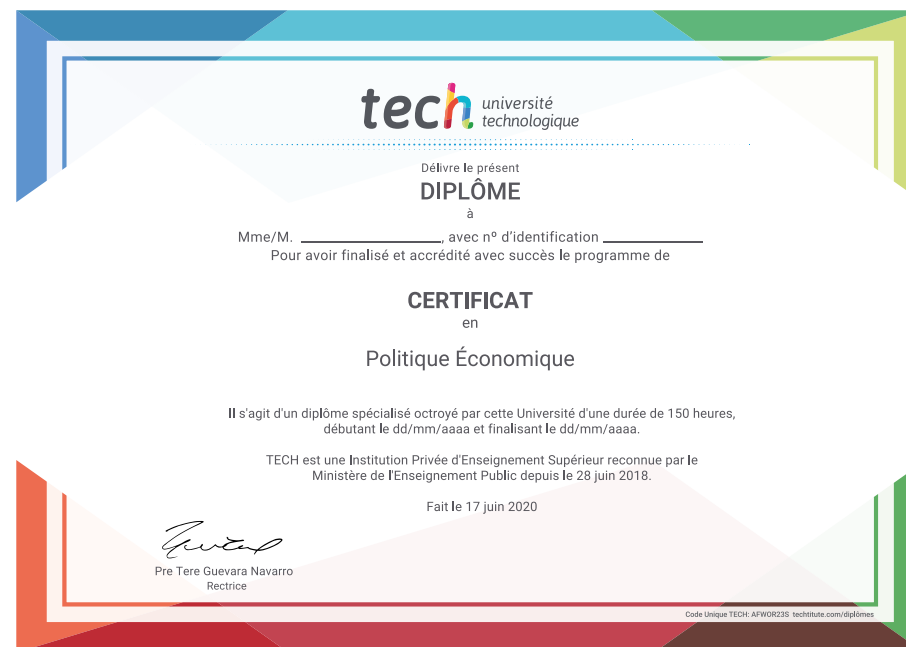 tech université
technologique
Délivre le présent
DIPLÔME
à
Mme/M. ____________________, avec nº d'identification ______________
Pour avoir finalisé et accrédité avec succès le programme de
CERTIFICAT
en
Politique Économique
Il s'agit d'un diplôme spécialisé octroyé par cette Université d'une durée de 150 heures,
débutant le dd/mm/aaaa et finalisant le dd/mm/aaaa.
TECH est une Institution Privée d'Enseignement Supérieur reconnue par le
Ministère de l'Enseignement Public depuis le 28 juin 2018.
Fait le 17 juin 2020
Pre Tere Guevara Navarro
Rectrice
Code Unique TECH: AFWOR23S techtitute.com/diplômes